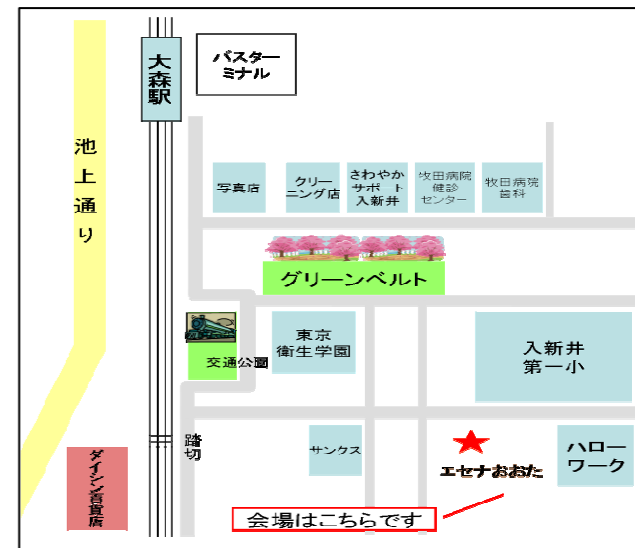 大森駅
バスター
ミナル
池上通り
写真店
クリー
ニング店
さわやか
サポート
入新井
牧田病院
健診
センター
牧田病院
歯科
グリーンベルト
交通公園
東京
衛生学園
入新井
第一小
踏切
サンクス
エセナおおた
ハロー
ワーク
ダイシン百貨店
会場はこちらです